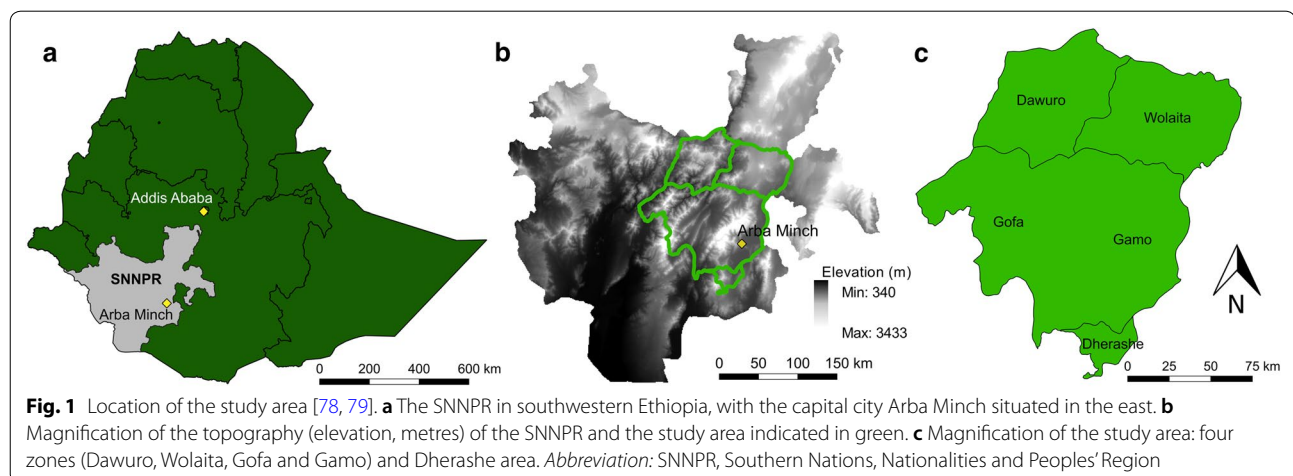 a
Addis Ababa
SNNPR
Arba Minch
0 200 400 600 km
b
Arba Minch
Elevation (m)
Min: 340
Max: 3433
0 50 100 150 km
c
Dawuro
Wolaita
Gofa
Gamo
N
Dherashe
0 25 50 75 km
Fig. 1 Location of the study area [78, 79]. a The SNNPR in southwestern Ethiopia, with the capital city Arba Minch situated in the east. b
Magnification of the topography (elevation, metres) of the SNNPR and the study area indicated in green. c Magnification of the study area: four
zones (Dawuro, Wolaita, Gofa and Gamo) and Dherashe area. Abbreviation: SNNPR, Southern Nations, Nationalities and Peoples' Region